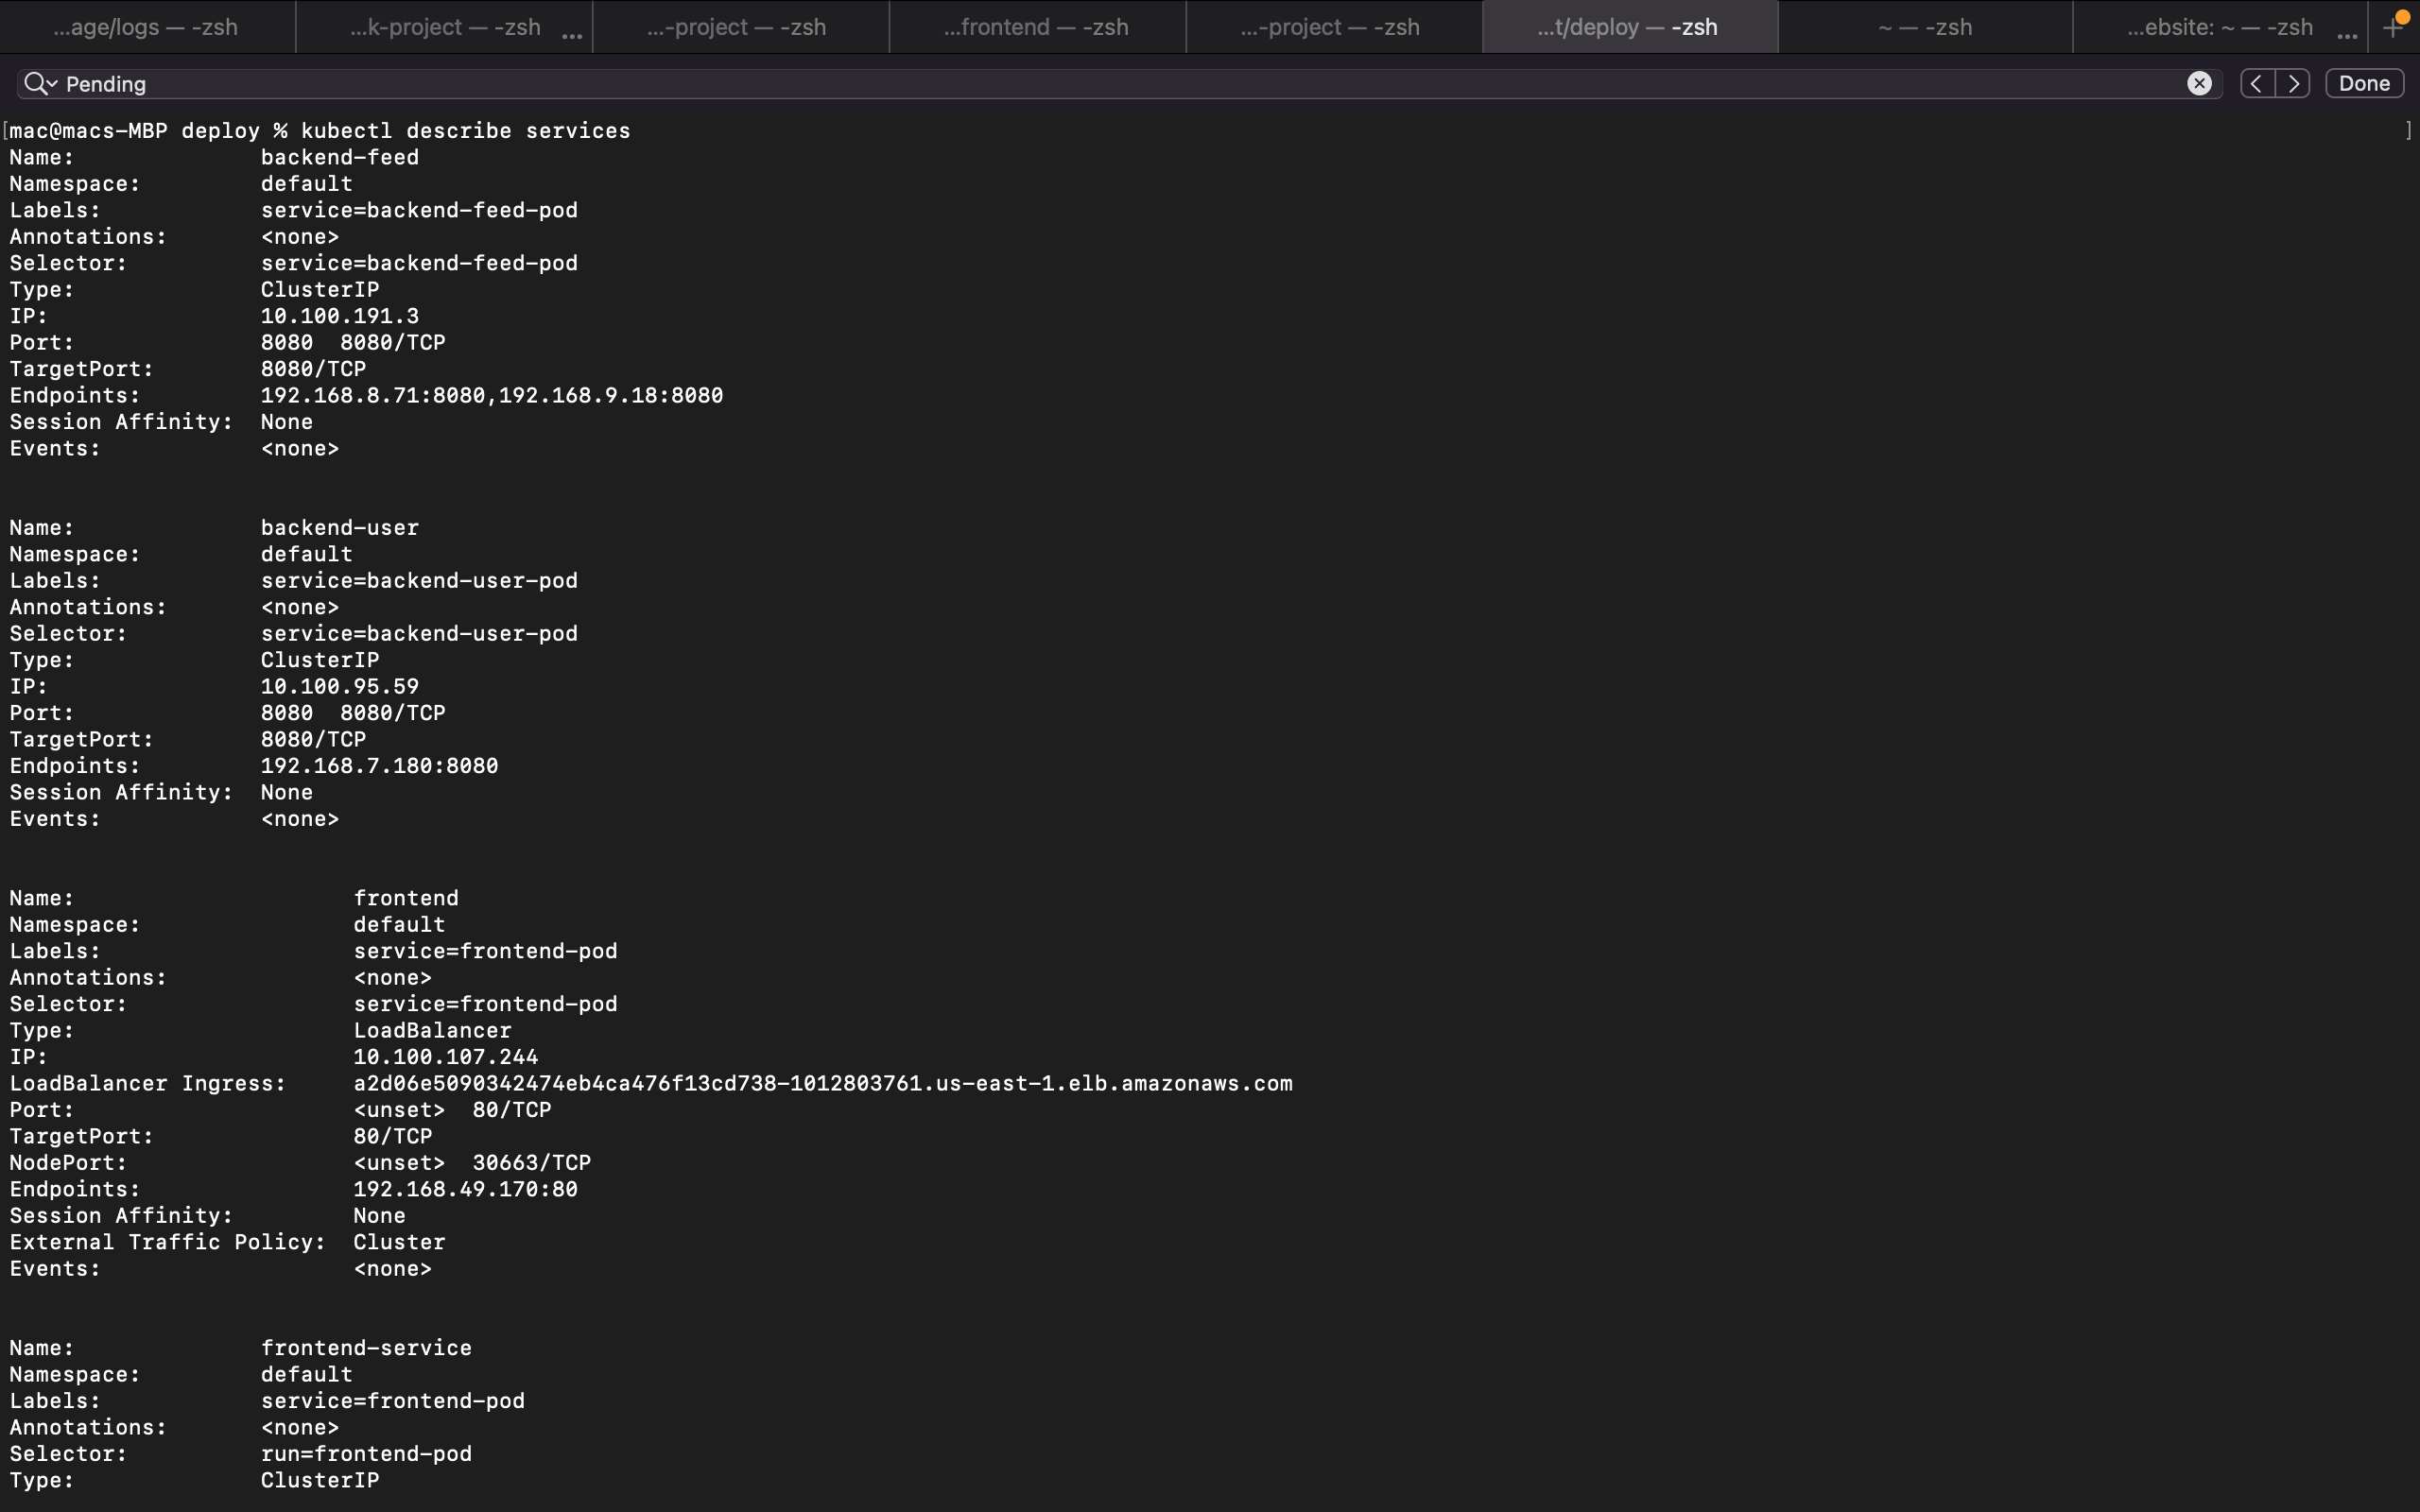 ...age/logs — -zsh ...k-project — -zsh ... ...-project — -zsh ...frontend — -zsh ...-project — -zsh ...t/deploy — -zsh ~ — -zsh ...ebsite: ~ — -zsh ... +
Pending Done
[mac@macs-MBP deploy % kubectl describe services ]
Name:              backend-feed
Namespace:         default
Labels:            service=backend-feed-pod
Annotations:       <none>
Selector:          service=backend-feed-pod
Type:              ClusterIP
IP:                10.100.191.3
Port:              8080  8080/TCP
TargetPort:        8080/TCP
Endpoints:         192.168.8.71:8080,192.168.9.18:8080
Session Affinity:  None
Events:            <none>
Name:              backend-user
Namespace:         default
Labels:            service=backend-user-pod
Annotations:       <none>
Selector:          service=backend-user-pod
Type:              ClusterIP
IP:                10.100.95.59
Port:              8080  8080/TCP
TargetPort:        8080/TCP
Endpoints:         192.168.7.180:8080
Session Affinity:  None
Events:            <none>
Name:                     frontend
Namespace:                default
Labels:                   service=frontend-pod
Annotations:              <none>
Selector:                 service=frontend-pod
Type:                     LoadBalancer
IP:                       10.100.107.244
LoadBalancer Ingress:     a2d06e5090342474eb4ca476f13cd738-1012803761.us-east-1.elb.amazonaws.com
Port:                     <unset>  80/TCP
TargetPort:               80/TCP
NodePort:                 <unset>  30663/TCP
Endpoints:                192.168.49.170:80
Session Affinity:         None
External Traffic Policy:  Cluster
Events:                   <none>
Name:              frontend-service
Namespace:         default
Labels:            service=frontend-pod
Annotations:       <none>
Selector:          run=frontend-pod
Type:              ClusterIP